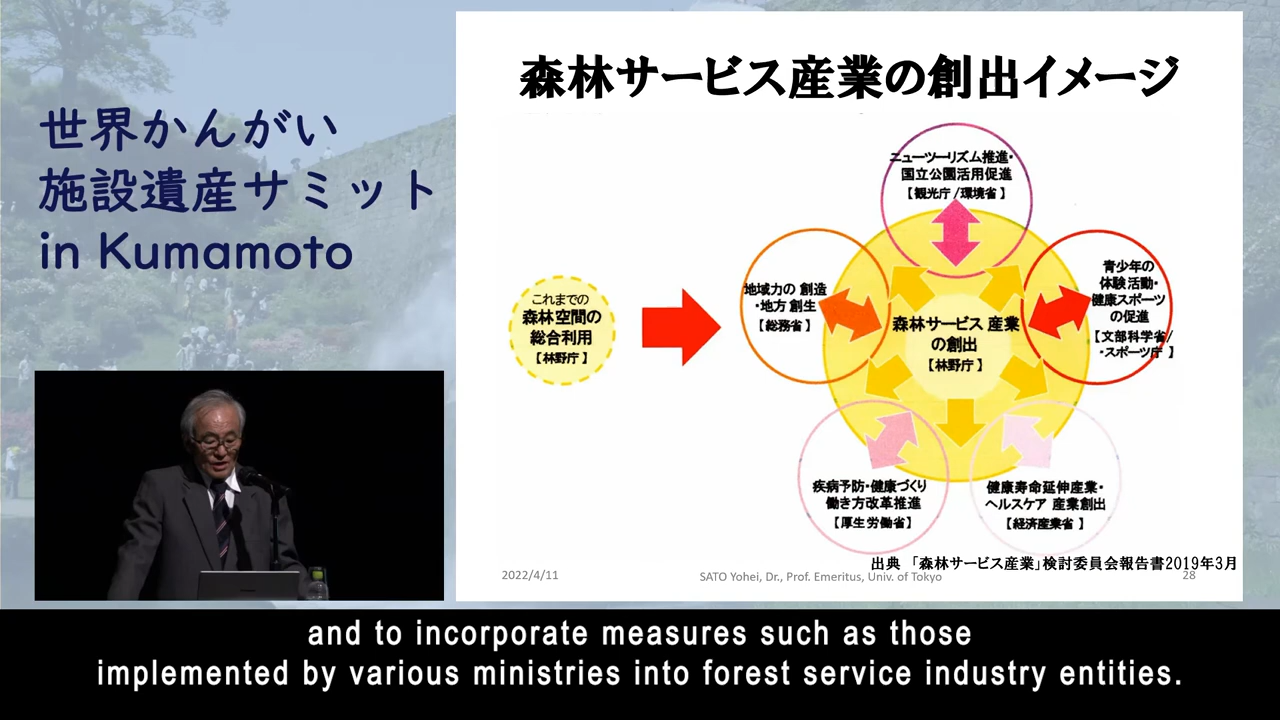 世界かんがい
施設遺産サミット
in Kumamoto
森林サービス産業の創出イメージ
ニューツーリズム推進・
国立公園活用促進
【観光庁/環境省】
地域力の創造
・地方創生
【総務省】
青少年の
体験活動・
健康スポーツ
の促進
【文部科学省/
・スポーツ庁】
これまでの
森林空間の
総合利用
【林野庁】
森林サービス産業
の創出
【林野庁】
疾病予防・健康づくり
働き方改革推進
【厚生労働省】
健康寿命延伸産業・
ヘルスケア産業創出
【経済産業省】
出典 「森林サービス産業」検討委員会報告書2019年3月
2022/4/11
SATO Yohei, Dr., Prof. Emeritus, Univ. of Tokyo
28
and to incorporate measures such as those
implemented by various ministries into forest service industry entities.